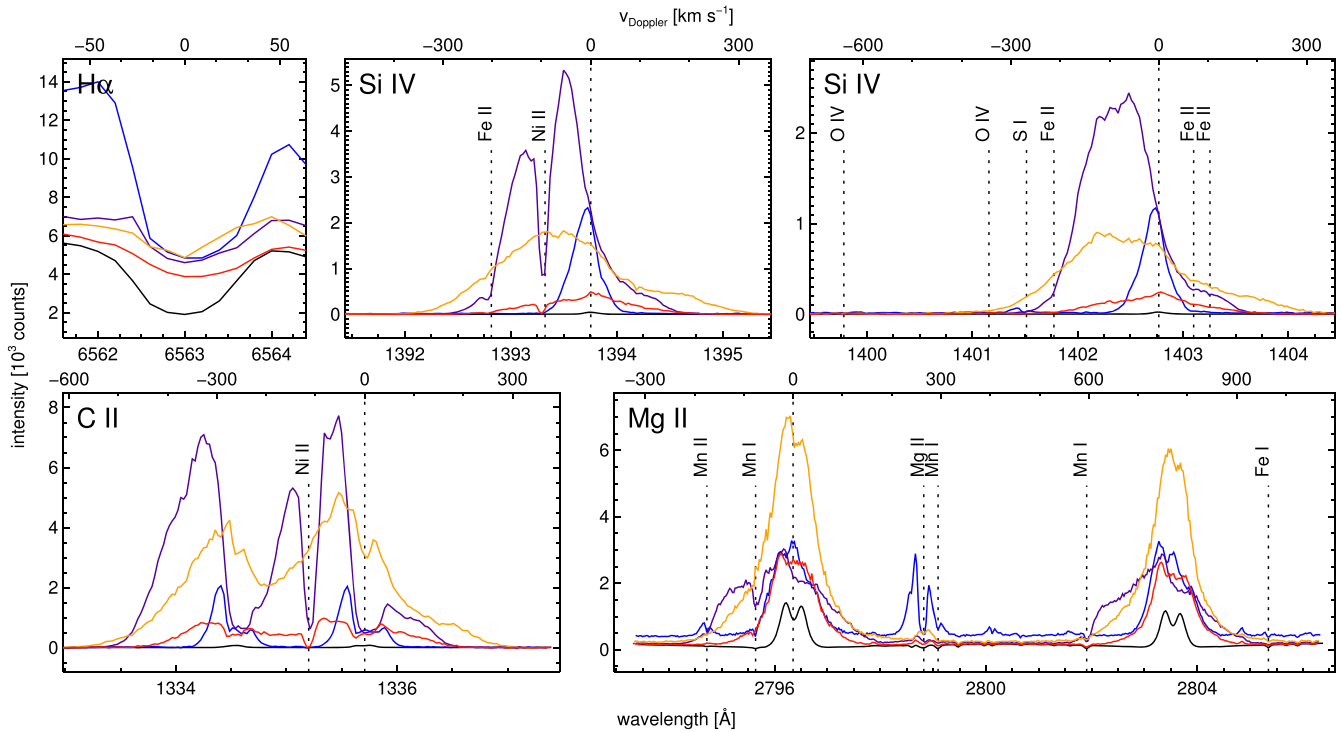 v_Doppler [km s⁻¹]
−50 0 50
−300 0 300
−600 −300 0 300
Hα
Si IV
Si IV
14
12
10
8
6
4
2
5
4
3
2
1
0
2
1
0
Fe II
Ni II
O IV
O IV
S I
Fe II
Fe II
Fe II
6562 6563 6564
1392 1393 1394 1395
1400 1401 1402 1403 1404
intensity [10³ counts]
−600 −300 0 300
−300 0 300 600 900
C II
Mg II
8
6
4
2
0
6
4
2
0
Ni II
Mn II
Mn I
Mg II
Mn I
Mn I
Fe I
1334 1336
2796 2800 2804
wavelength [Å]